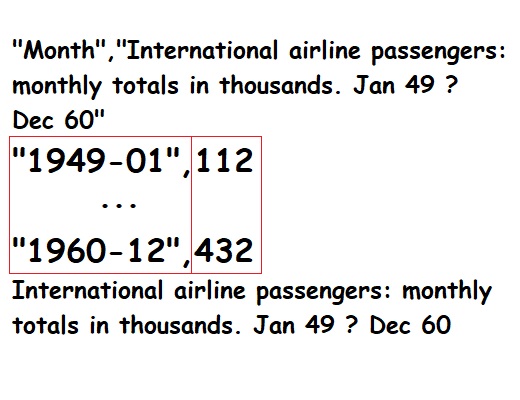 "Month","International airline passengers:
monthly totals in thousands. Jan 49 ?
Dec 60"
"1949-01",112
...
"1960-12",432
International airline passengers: monthly
totals in thousands. Jan 49 ? Dec 60